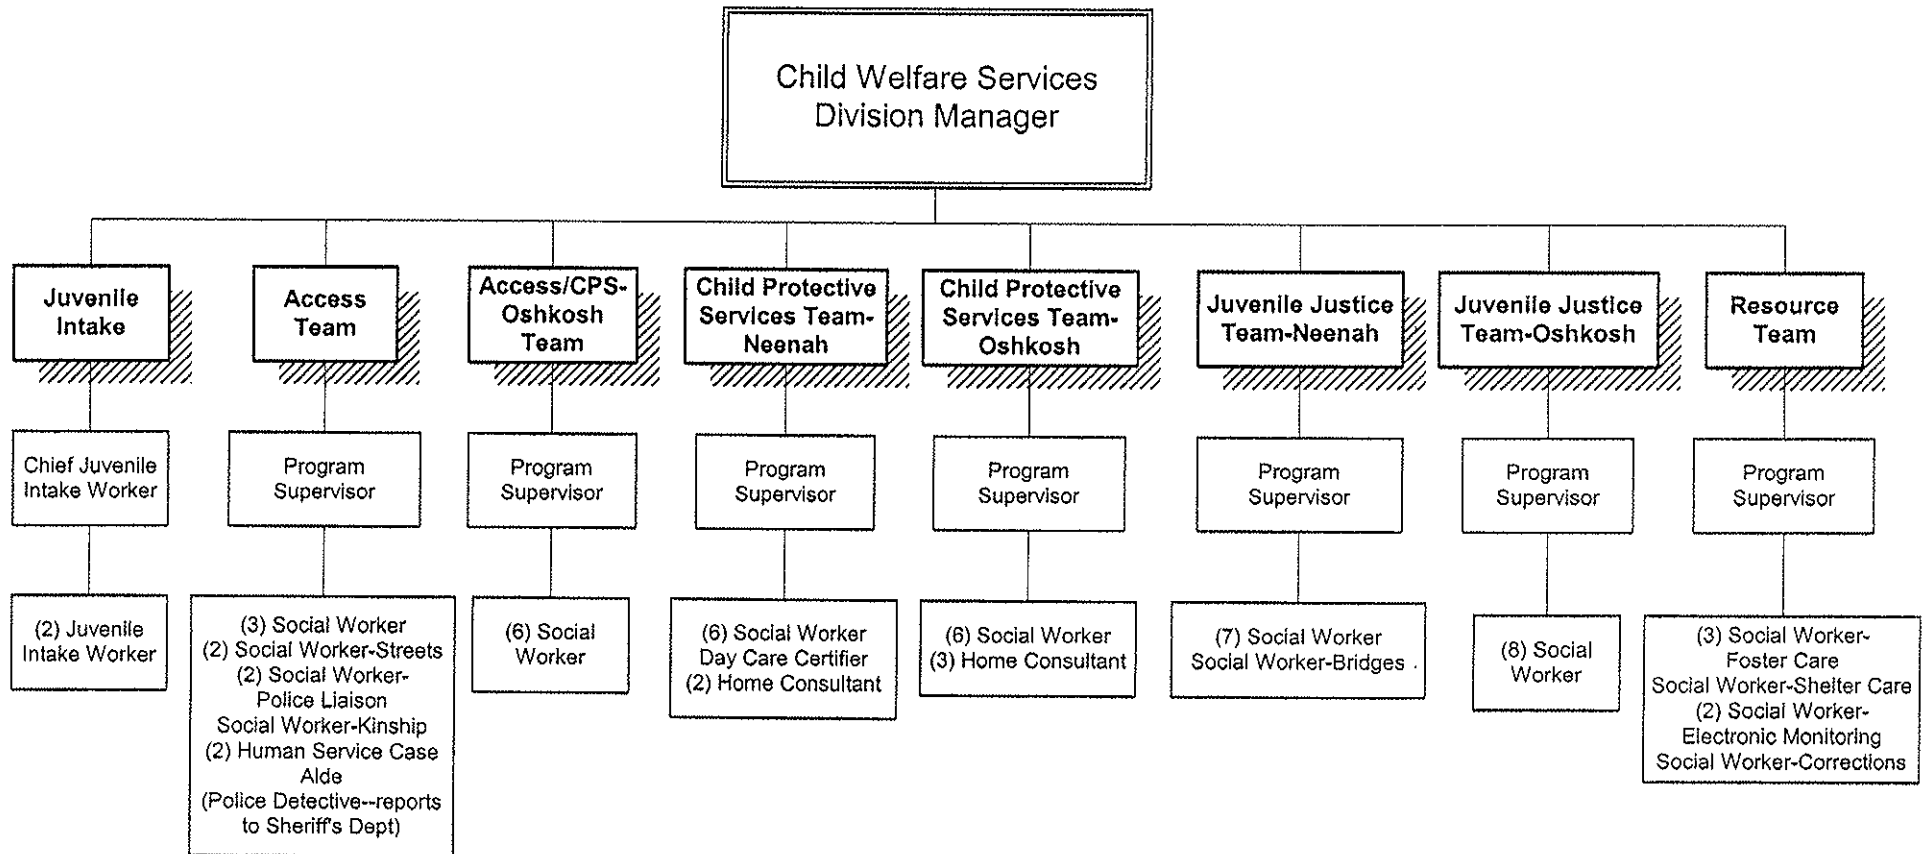 Child Welfare Services
Division Manager
Juvenile
Intake
Access
Team
Access/CPS-
Oshkosh
Team
Child Protective
Services Team-
Neenah
Child Protective
Services Team-
Oshkosh
Juvenile Justice
Team-Neenah
Juvenile Justice
Team-Oshkosh
Resource
Team
Chief Juvenile
Intake Worker
Program
Supervisor
Program
Supervisor
Program
Supervisor
Program
Supervisor
Program
Supervisor
Program
Supervisor
Program
Supervisor
(2) Juvenile
Intake Worker
(3) Social Worker
(2) Social Worker-Streets
(2) Social Worker-
Police Liaison
Social Worker-Kinship
(2) Human Service Case
Aide
(Police Detective--reports
to Sheriff's Dept)
(6) Social
Worker
(6) Social Worker
Day Care Certifier
(2) Home Consultant
(6) Social Worker
(3) Home Consultant
(7) Social Worker
Social Worker-Bridges
(8) Social
Worker
(3) Social Worker-
Foster Care
Social Worker-Shelter Care
(2) Social Worker-
Electronic Monitoring
Social Worker-Corrections